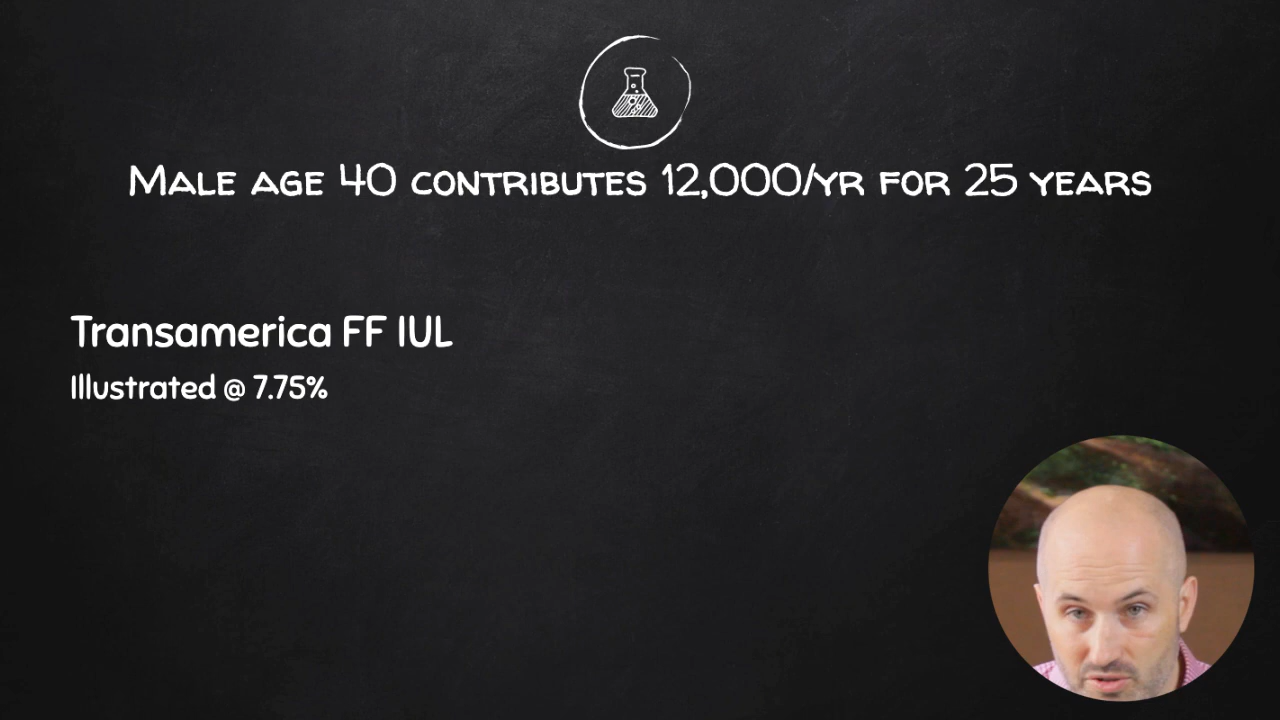 Male age 40 contributes 12,000/yr for 25 years
Transamerica FF IUL
Illustrated @ 7.75%